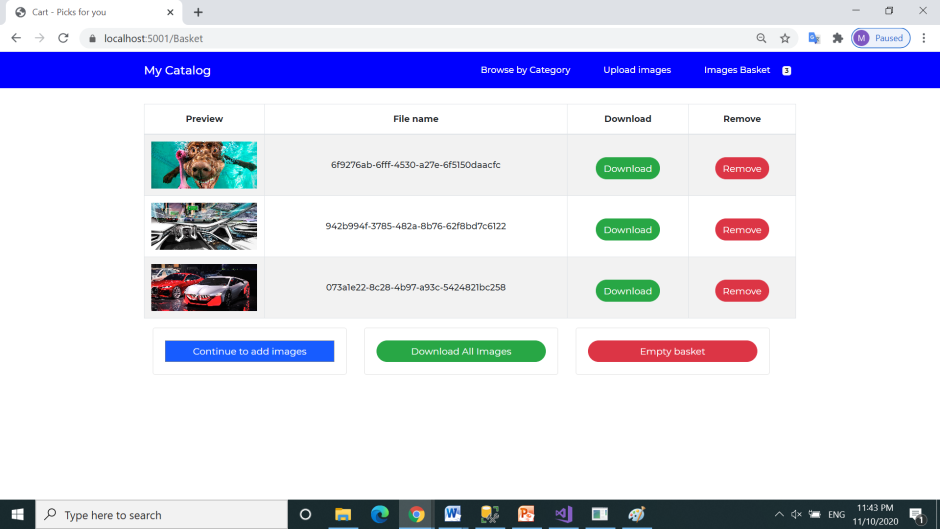 Cart - Picks for you
localhost:5001/Basket
M Paused
My Catalog Browse by Category Upload images Images Basket 3
Preview File name Download Remove
6f9276ab-6fff-4530-a27e-6f5150daacfc Download Remove
942b994f-3785-482a-8b76-62f8bd7c6122 Download Remove
073a1e22-8c28-4b97-a93c-5424821bc258 Download Remove
Continue to add images Download All Images Empty basket
Type here to search
ENG
11:43 PM
11/10/2020
1